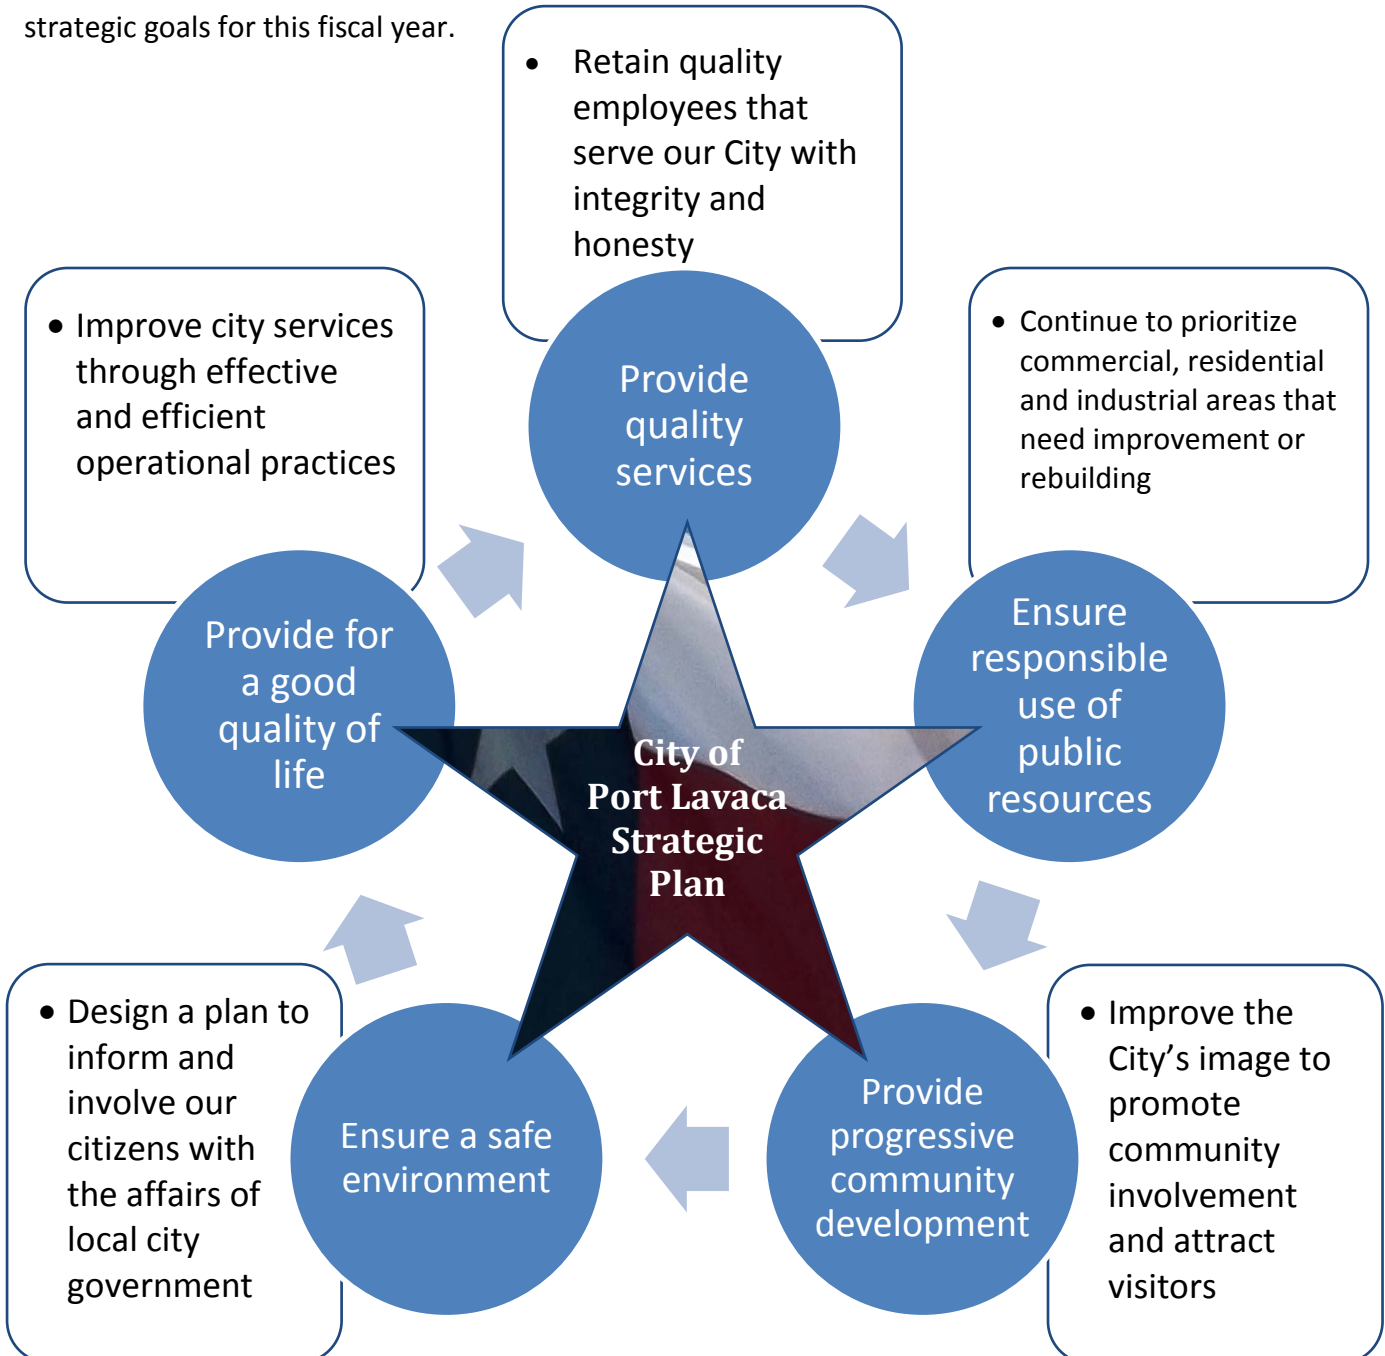 strategic goals for this fiscal year.
• Retain quality
employees that
serve our City with
integrity and
honesty
Provide
quality
services
• Continue to prioritize
commercial, residential
and industrial areas that
need improvement or
rebuilding
Ensure
responsible
use of
public
resources
• Improve the
City’s image to
promote
community
involvement
and attract
visitors
Provide
progressive
community
development
• Design a plan to
inform and
involve our
citizens with
the affairs of
local city
government
Ensure a safe
environment
• Improve city services
through effective
and efficient
operational practices
Provide for
a good
quality of
life
City of
Port Lavaca
Strategic
Plan